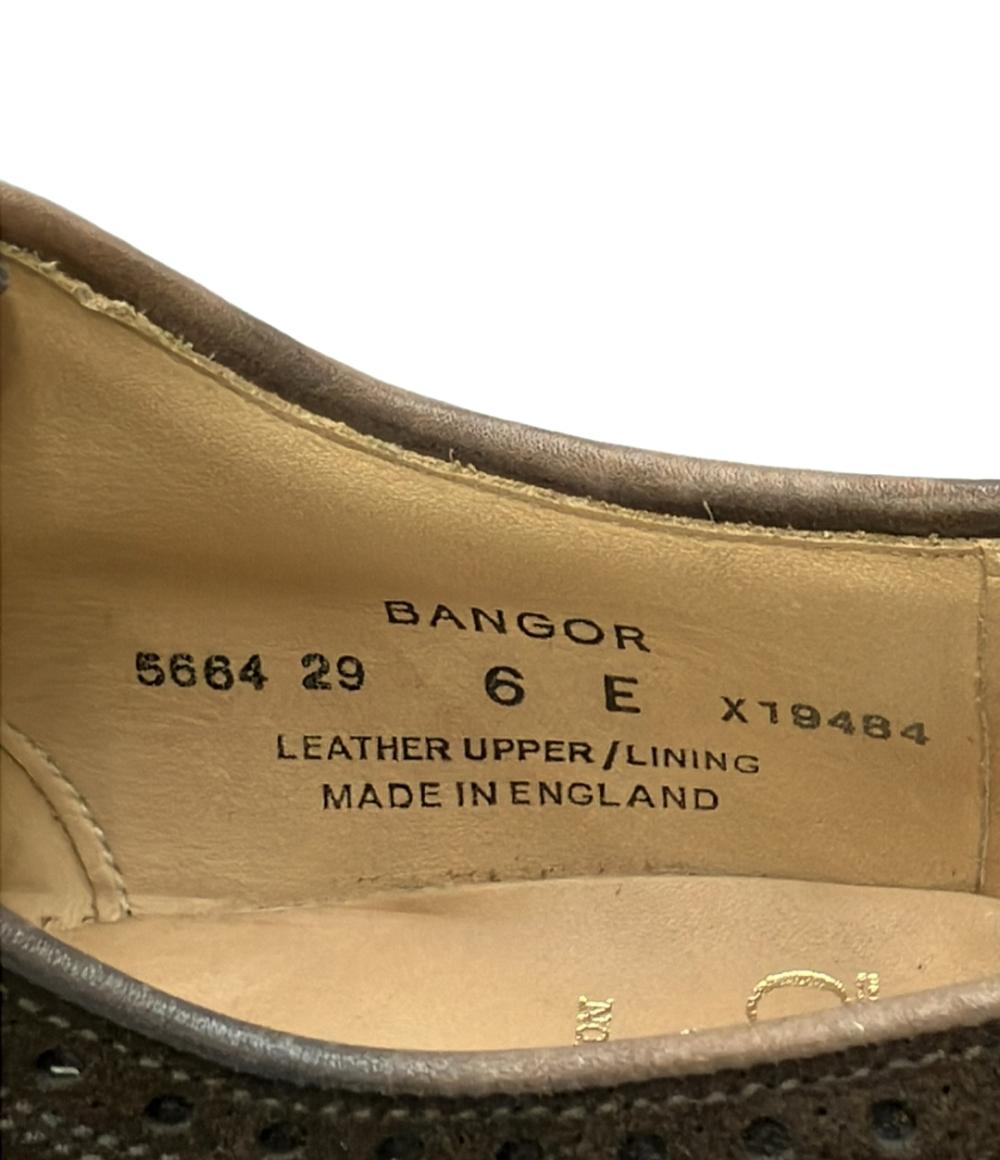 BANGOR
5664 29 6 E X19484
LEATHER UPPER/LINING
MADE IN ENGLAND